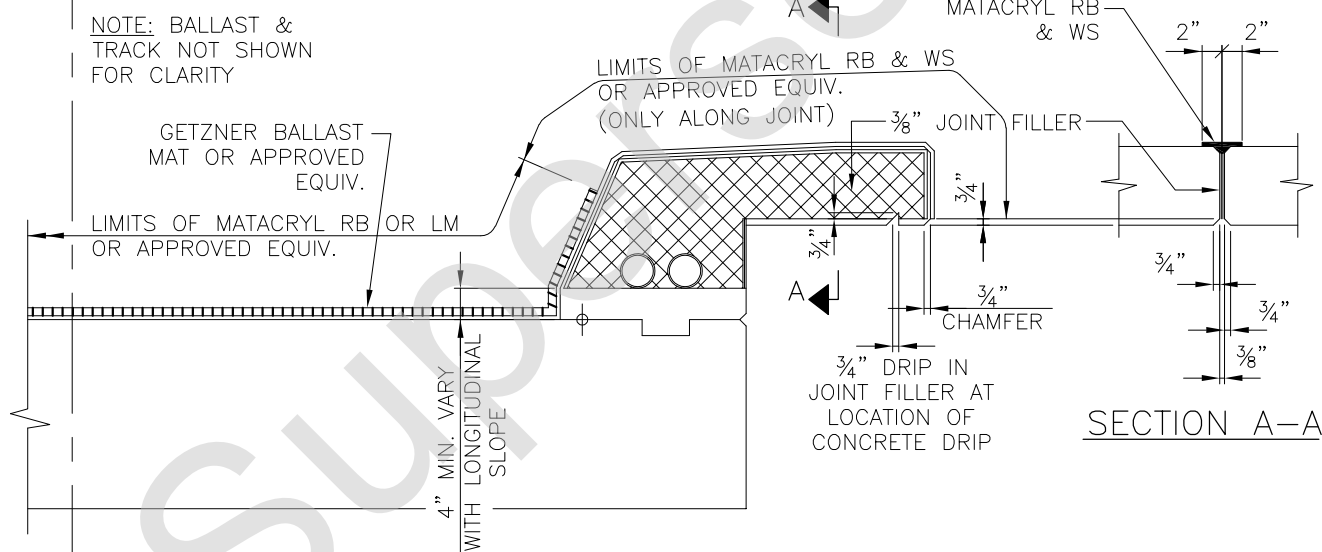 NOTE: BALLAST &
TRACK NOT SHOWN
FOR CLARITY
GETZNER BALLAST
MAT OR APPROVED
EQUIV.
LIMITS OF MATACRYL RB OR LM
OR APPROVED EQUIV.
LIMITS OF MATACRYL RB & WS
OR APPROVED EQUIV.
(ONLY ALONG JOINT)
A
MATACRYL RB
& WS
2" 2"
3/8" JOINT FILLER
3/4"
3/4"
A
3/4"
CHAMFER
3/4" DRIP IN
JOINT FILLER AT
LOCATION OF
CONCRETE DRIP
4" MIN. VARY
WITH LONGITUDINAL
SLOPE
3/4"
3/4"
3/8"
SECTION A-A